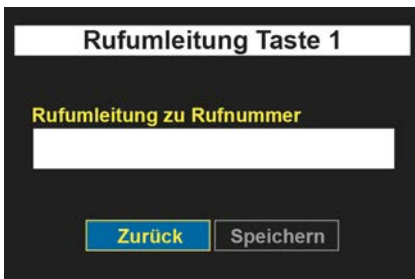 Rufumleitung Taste 1
Rufumleitung zu Rufnummer
Zurück Speichern